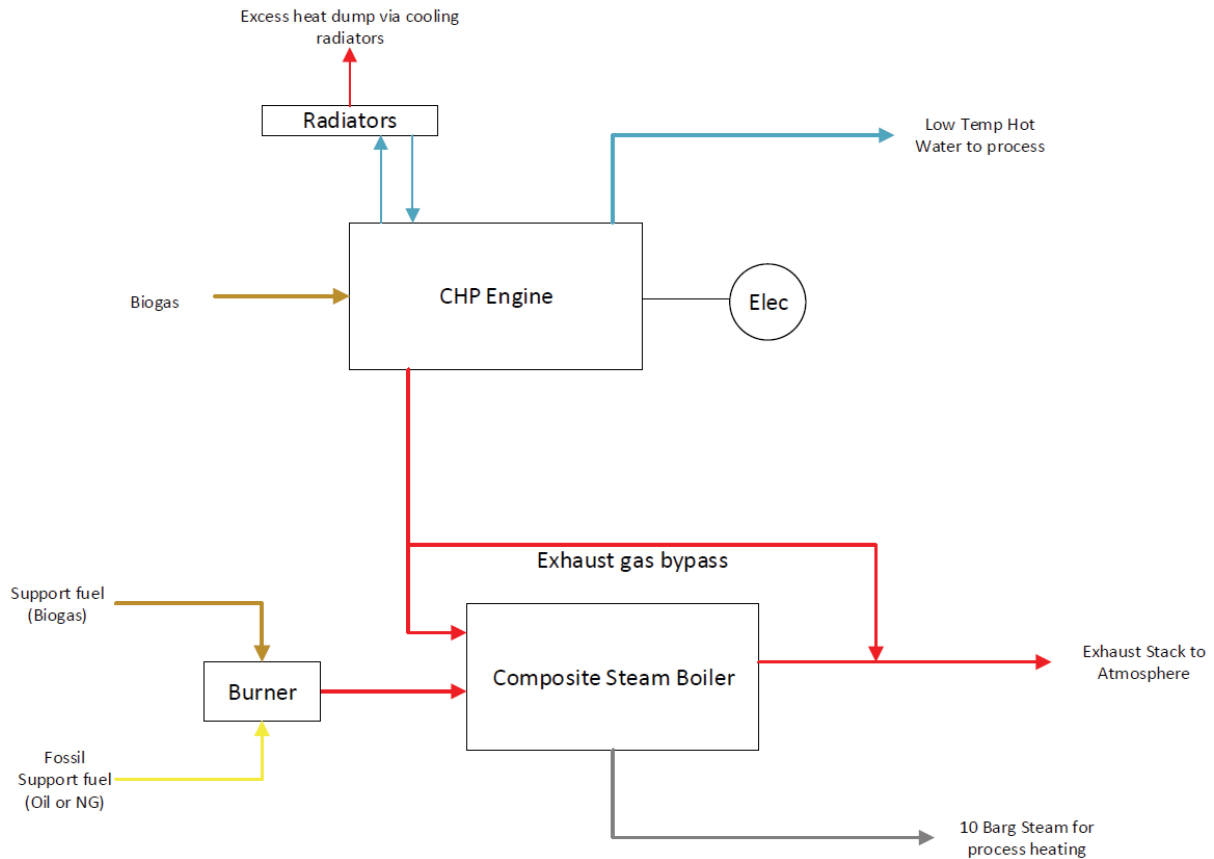 Excess heat dump via cooling
radiators
Radiators
Low Temp Hot
Water to process
CHP Engine
Elec
Biogas
Exhaust gas bypass
Support fuel
(Biogas)
Composite Steam Boiler
Exhaust Stack to
Atmosphere
Burner
Fossil
Support fuel
(Oil or NG)
10 Barg Steam for
process heating